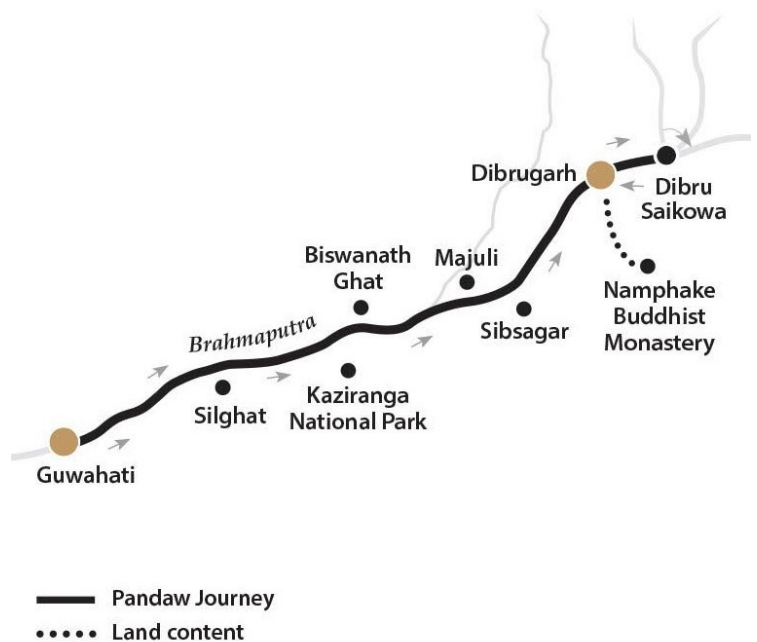 Dibrugarh
Dibru
Saikowa
Biswanath
Ghat
Majuli
Namphake
Buddhist
Monastery
Sibsagar
Brahmaputra
Kaziranga
National Park
Silghat
Guwahati
Pandaw Journey
Land content